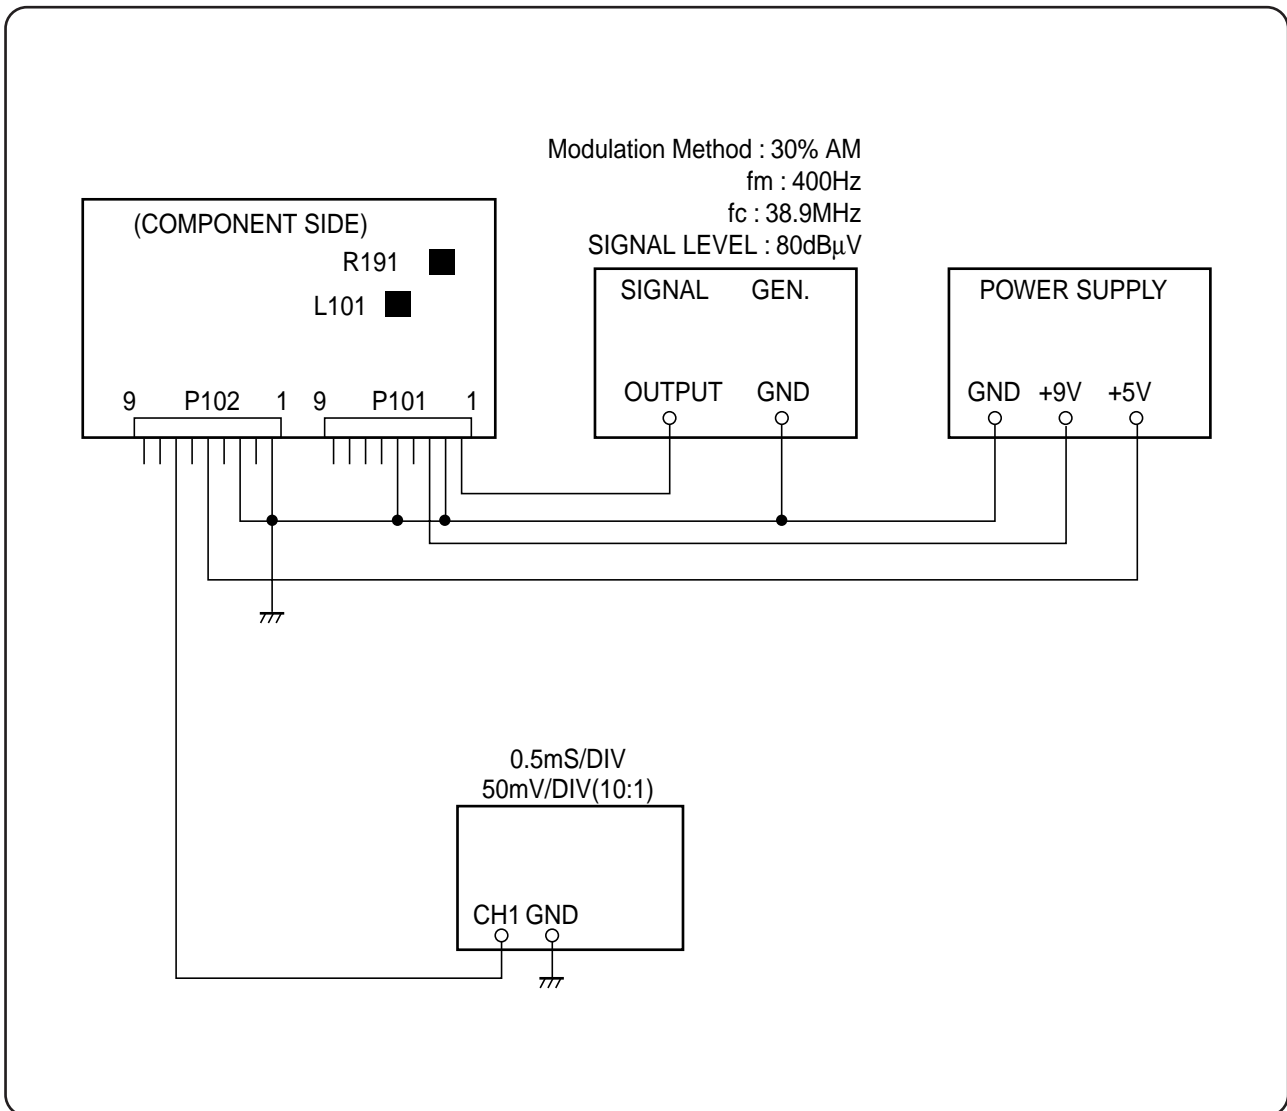 Modulation Method : 30% AM
fm : 400Hz
fc : 38.9MHz
SIGNAL LEVEL : 80dBμV
(COMPONENT SIDE)
R191
L101
9 P102 1 9 P101 1
SIGNAL GEN.
OUTPUT GND
POWER SUPPLY
GND +9V +5V
0.5mS/DIV
50mV/DIV(10:1)
CH1 GND